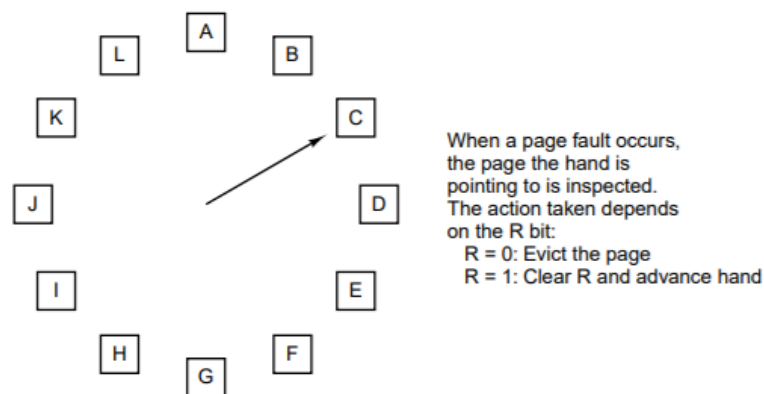 A
L
B
K
C
J
D
I
E
H
F
G
When a page fault occurs,
the page the hand is
pointing to is inspected.
The action taken depends
on the R bit:
R = 0: Evict the page
R = 1: Clear R and advance hand